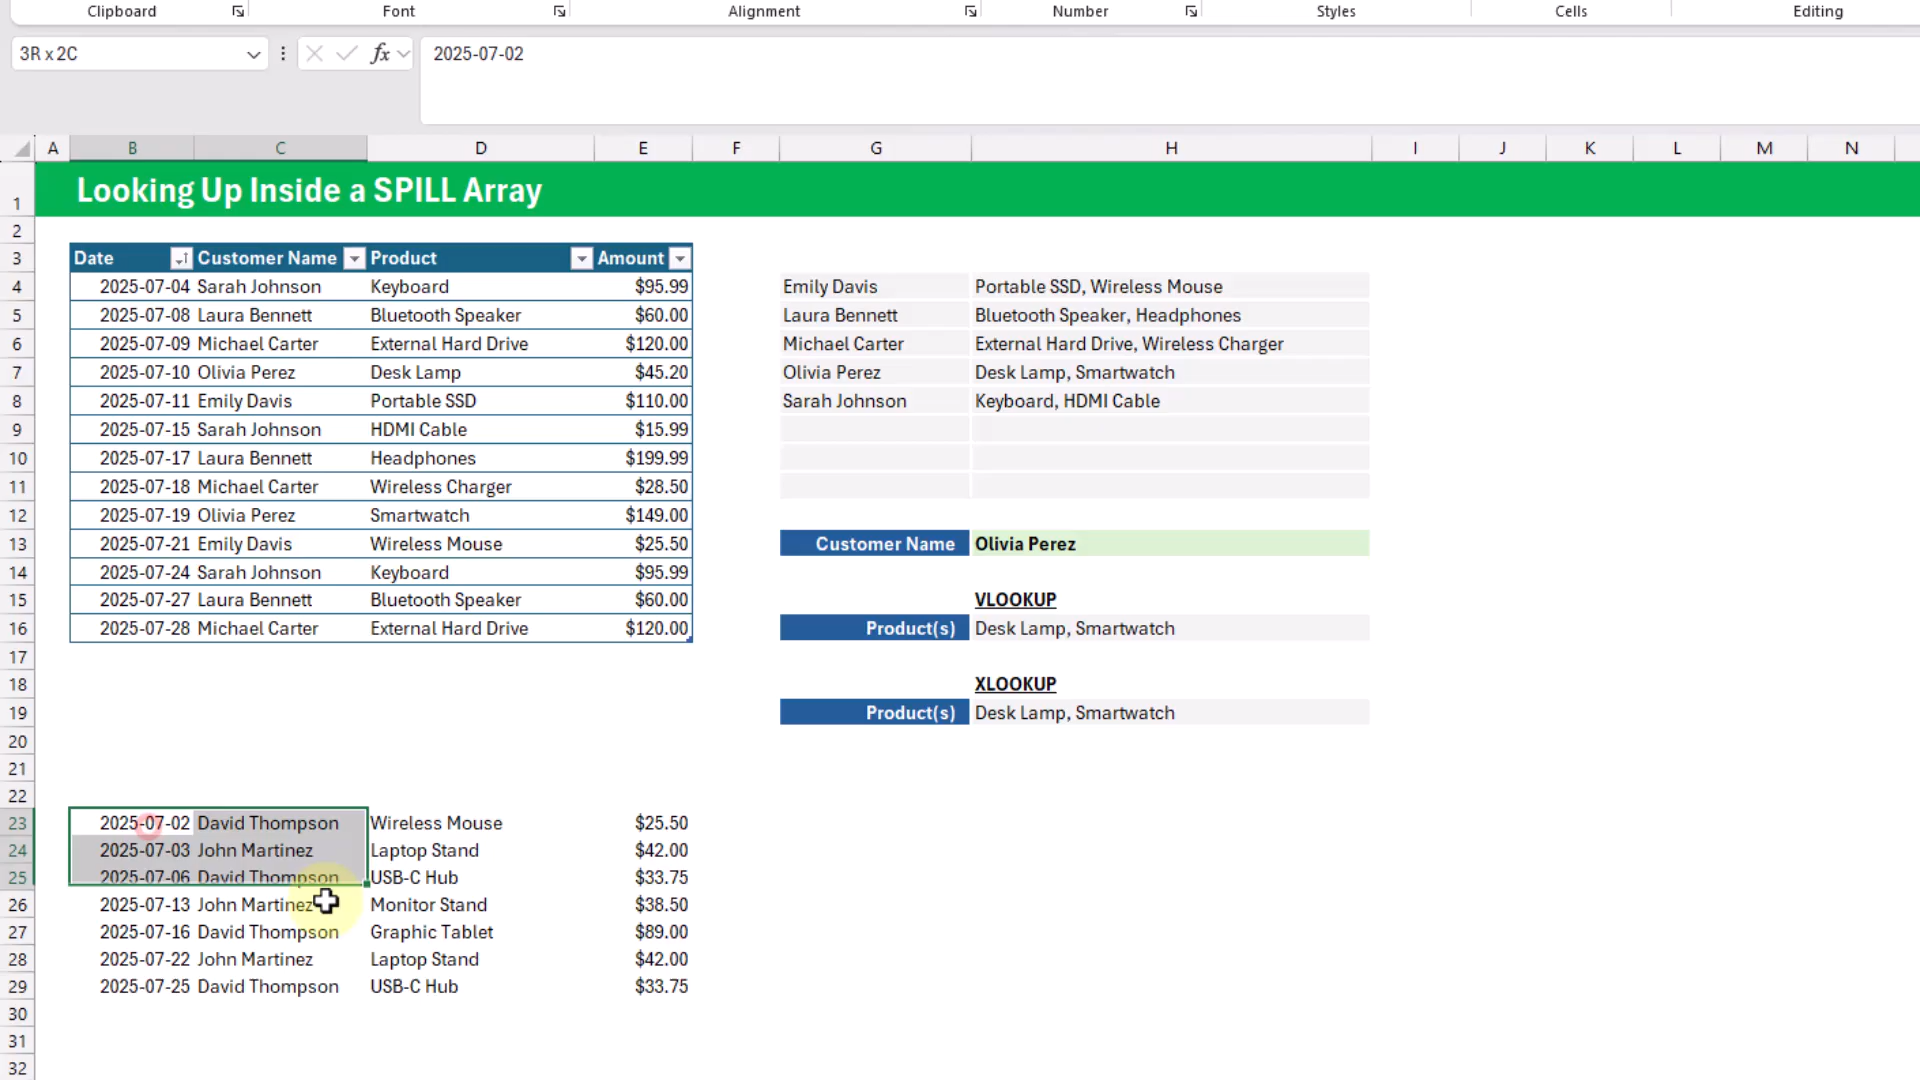 Clipboard Font Alignment Number Styles Cells Editing
3R x 2C fx 2025-07-02
A B C D E F G H I J K L M N
1 Looking Up Inside a SPILL Array
2
3 Date Customer Name Product Amount
4 2025-07-04 Sarah Johnson Keyboard $95.99 Emily Davis Portable SSD, Wireless Mouse
5 2025-07-08 Laura Bennett Bluetooth Speaker $60.00 Laura Bennett Bluetooth Speaker, Headphones
6 2025-07-09 Michael Carter External Hard Drive $120.00 Michael Carter External Hard Drive, Wireless Charger
7 2025-07-10 Olivia Perez Desk Lamp $45.20 Olivia Perez Desk Lamp, Smartwatch
8 2025-07-11 Emily Davis Portable SSD $110.00 Sarah Johnson Keyboard, HDMI Cable
9 2025-07-15 Sarah Johnson HDMI Cable $15.99
10 2025-07-17 Laura Bennett Headphones $199.99
11 2025-07-18 Michael Carter Wireless Charger $28.50
12 2025-07-19 Olivia Perez Smartwatch $149.00
13 2025-07-21 Emily Davis Wireless Mouse $25.50 Customer Name Olivia Perez
14 2025-07-24 Sarah Johnson Keyboard $95.99
15 2025-07-27 Laura Bennett Bluetooth Speaker $60.00 VLOOKUP
16 2025-07-28 Michael Carter External Hard Drive $120.00 Product(s) Desk Lamp, Smartwatch
17
18 XLOOKUP
19 Product(s) Desk Lamp, Smartwatch
20
21
22
23 2025-07-02 David Thompson Wireless Mouse $25.50
24 2025-07-03 John Martinez Laptop Stand $42.00
25 2025-07-06 David Thompson USB-C Hub $33.75
26 2025-07-13 John Martinez Monitor Stand $38.50
27 2025-07-16 David Thompson Graphic Tablet $89.00
28 2025-07-22 John Martinez Laptop Stand $42.00
29 2025-07-25 David Thompson USB-C Hub $33.75
30
31
32